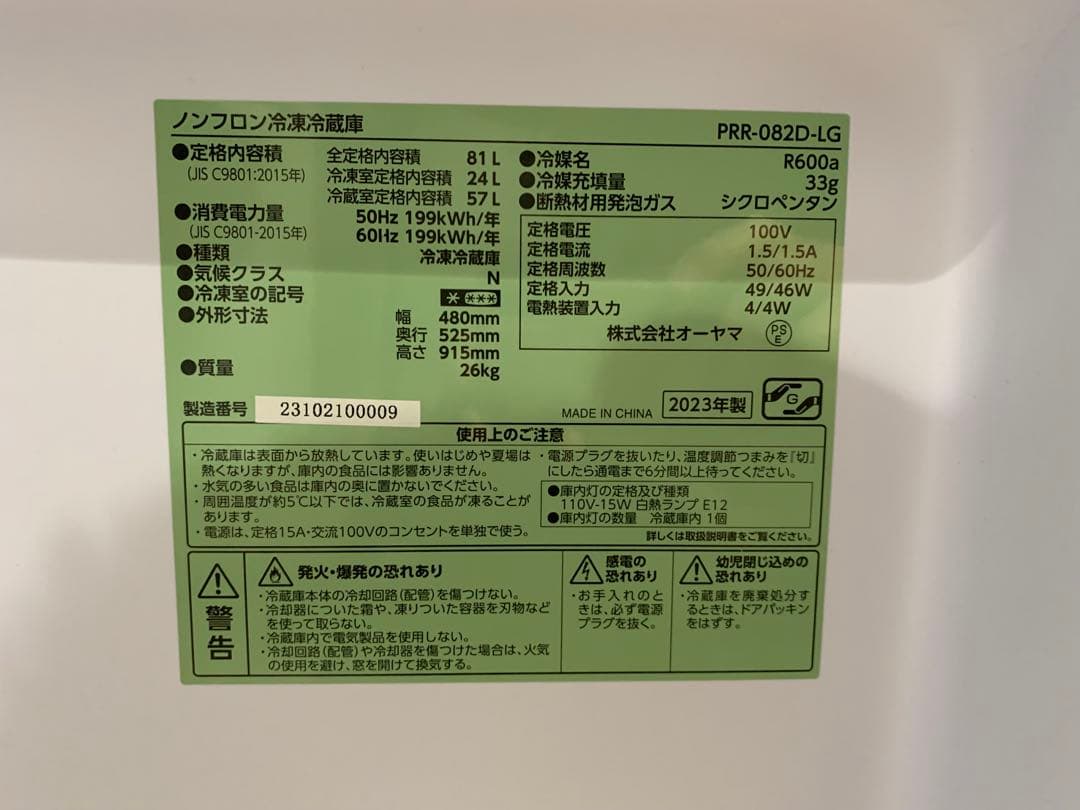 ノンフロン冷凍冷蔵庫
PRR-082D-LG
●定格内容積 全定格内容積 81 L
(JIS C9801:2015年) 冷凍室定格内容積 24 L
冷蔵室定格内容積 57 L
●消費電力量 50Hz 199kWh/年
(JIS C9801-2015年) 60Hz 199kWh/年
●種類 冷凍冷蔵庫
●気候クラス N
●冷凍室の記号 * ***
●外形寸法 幅 480mm
奥行 525mm
高さ 915mm
●質量 26kg
●冷媒名 R600a
●冷媒充填量 33g
●断熱材用発泡ガス シクロペンタン
定格電圧 100V
定格電流 1.5/1.5A
定格周波数 50/60Hz
定格入力 49/46W
電熱装置入力 4/4W
株式会社オーヤマ PSE
製造番号 23102100009
MADE IN CHINA 2023年製 G
使用上のご注意
・冷蔵庫は表面から放熱しています。使いはじめや夏場は
熱くなりますが、庫内の食品には影響ありません。
・水気の多い食品は庫内の奥に置かないでください。
・周囲温度が約5℃以下では、冷蔵室の食品が凍ることが
あります。
・電源は、定格15A・交流100Vのコンセントを単独で使う。
・電源プラグを抜いたり、温度調節つまみを『切』
にしたら通電まで6分間以上待ってください。
●庫内灯の定格及び種類
110V-15W 白熱ランプ E12
●庫内灯の数量 冷蔵庫内 1個
詳しくは取扱説明書をご覧ください。
警告
発火・爆発の恐れあり
・冷蔵庫本体の冷却回路(配管)を傷つけない。
・冷却器についた霜や、凍りついた容器を刃物など
を使って取らない。
・冷蔵庫内で電気製品を使用しない。
・冷却回路(配管)や冷却器を傷つけた場合は、火気
の使用を避け、窓を開けて換気する。
感電の
恐れあり
・お手入れのと
きは、必ず電源
プラグを抜く。
幼児閉じ込めの
恐れあり
・冷蔵庫を廃棄処分す
るときは、ドアパッキン
をはずす。